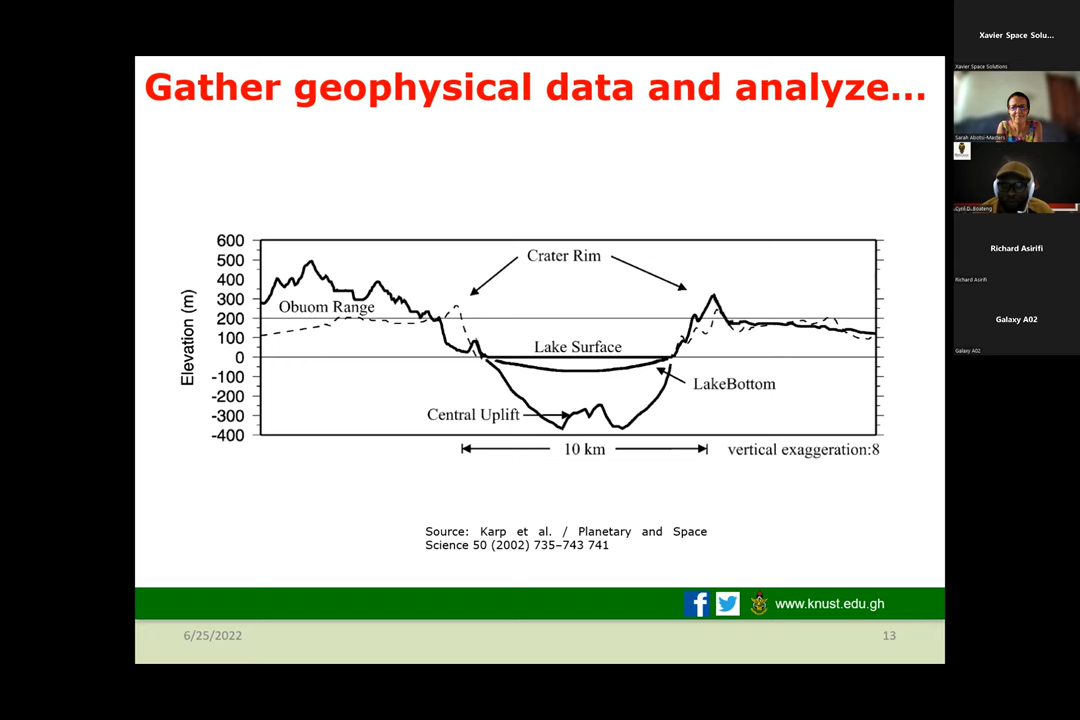 Gather geophysical data and analyze...
600
500
400
300
200
100
0
-100
-200
-300
-400
Elevation (m)
Crater Rim
Obuom Range
Lake Surface
LakeBottom
Central Uplift
10 km
vertical exaggeration:8
Source: Karp et al. / Planetary and Space
Science 50 (2002) 735–743 741
www.knust.edu.gh
6/25/2022
13
Xavier Space Solu...
Xavier Space Solutions
Sarah Abotsi-Masters
Cyril D. Boateng
Richard Asirifi
Richard Asirifi
Galaxy A02
Galaxy A02